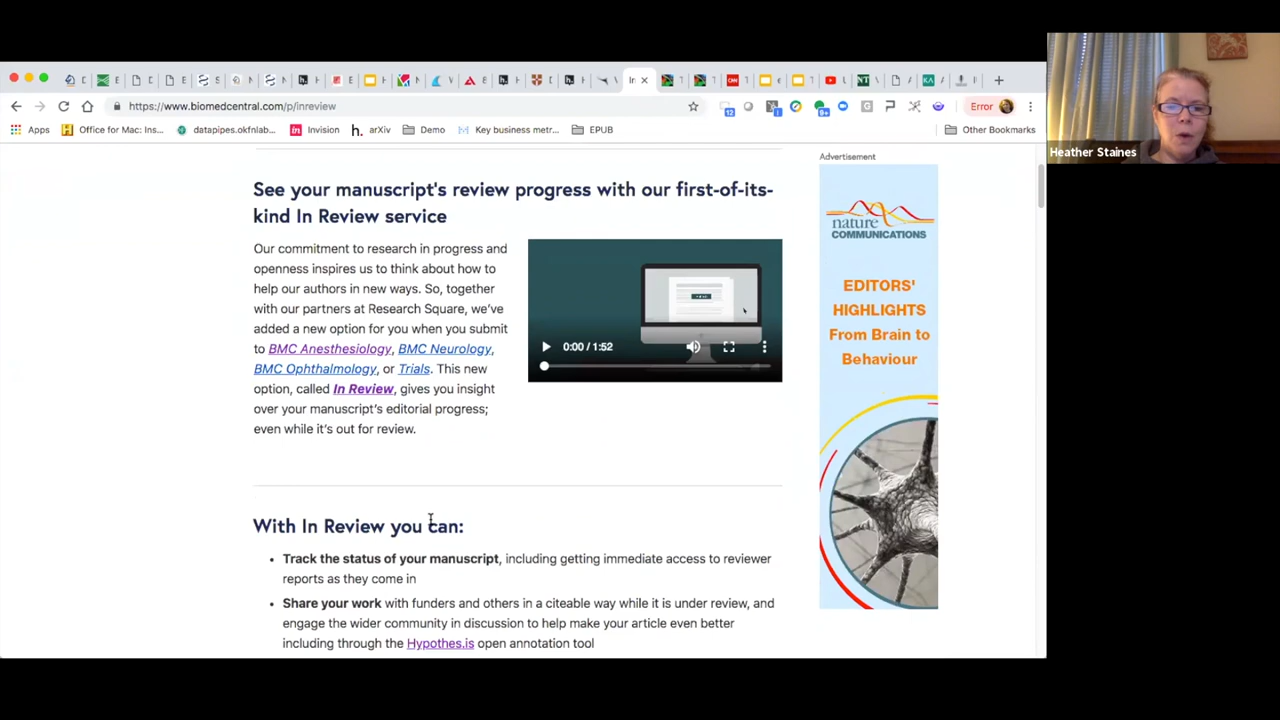 https://www.biomedcentral.com/p/inreview
Error
Apps
Office for Mac: Ins...
datapipes.okfnlab...
Invision
arXiv
Demo
Key business metr...
EPUB
Other Bookmarks
Heather Staines
See your manuscript's review progress with our first-of-its-
kind In Review service
Our commitment to research in progress and
openness inspires us to think about how to
help our authors in new ways. So, together
with our partners at Research Square, we've
added a new option for you when you submit
to BMC Anesthesiology, BMC Neurology,
BMC Ophthalmology, or Trials. This new
option, called In Review, gives you insight
over your manuscript's editorial progress;
even while it's out for review.
0:00 / 1:52
Advertisement
nature
COMMUNICATIONS
EDITORS'
HIGHLIGHTS
From Brain to
Behaviour
With In Review you can:
• Track the status of your manuscript, including getting immediate access to reviewer
reports as they come in
• Share your work with funders and others in a citeable way while it is under review, and
engage the wider community in discussion to help make your article even better
including through the Hypothes.is open annotation tool